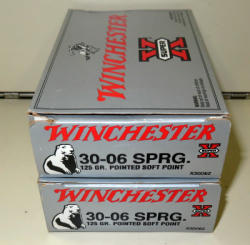 WINCHESTER
SUPER
X
WINCHESTER
30-06 SPRG.
125 GR. POINTED SOFT POINT
SUPER
X
X30062
WINCHESTER
30-06 SPRG.
125 GR. POINTED SOFT POINT
X
X30062